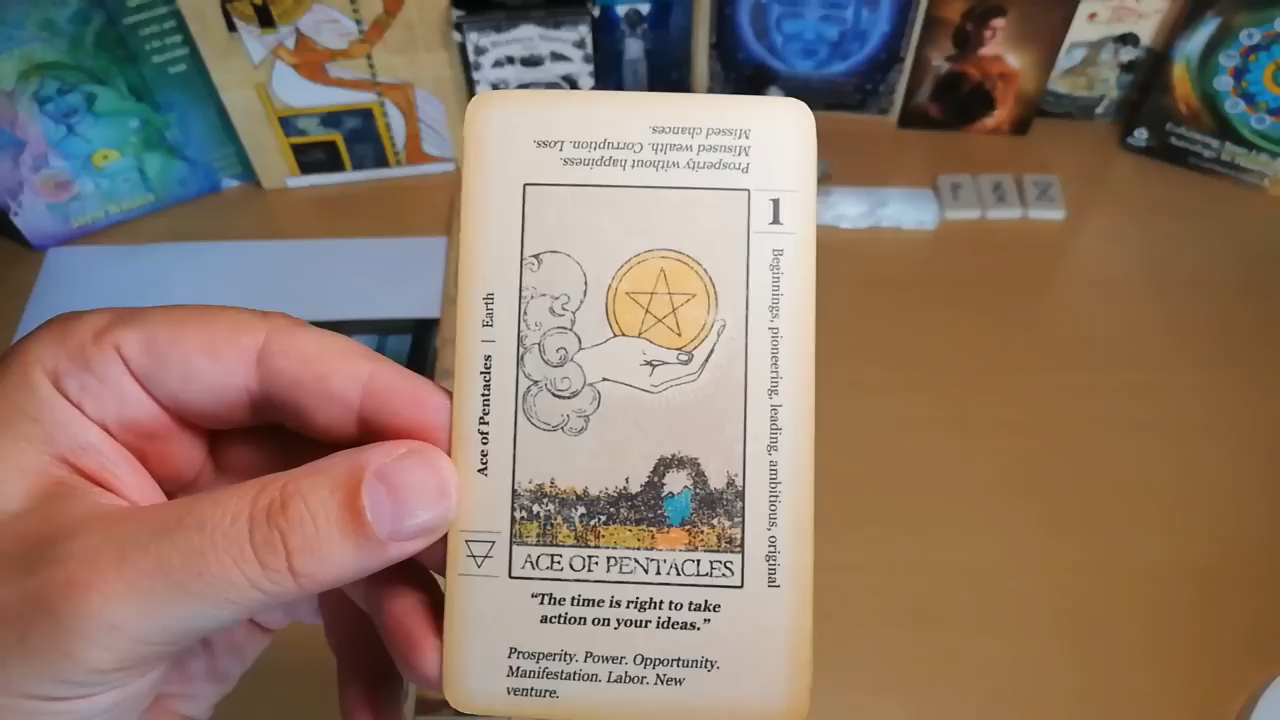 Prosperity without happiness.
Misused wealth. Corruption. Loss.
Missed chances.
1
Beginnings, pioneering, leading, ambitious, original
Ace of Pentacles | Earth
ACE OF PENTACLES
“The time is right to take
action on your ideas.”
Prosperity. Power. Opportunity.
Manifestation. Labor. New
venture.